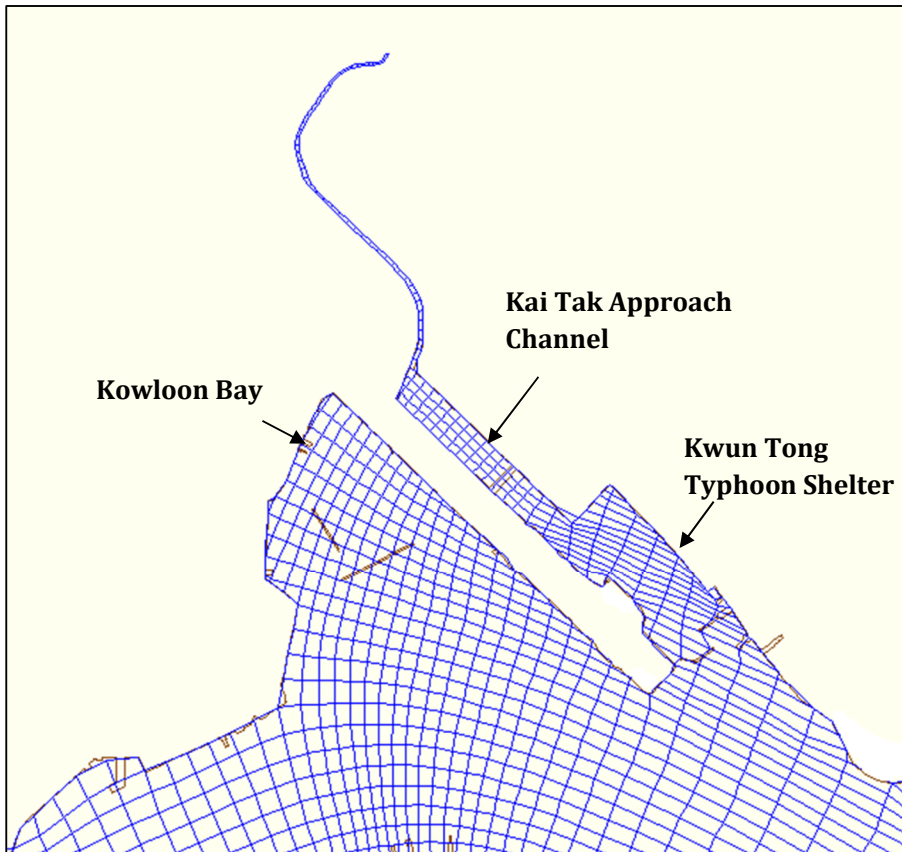 Kai Tak Approach
Channel
Kowloon Bay
Kwun Tong
Typhoon Shelter